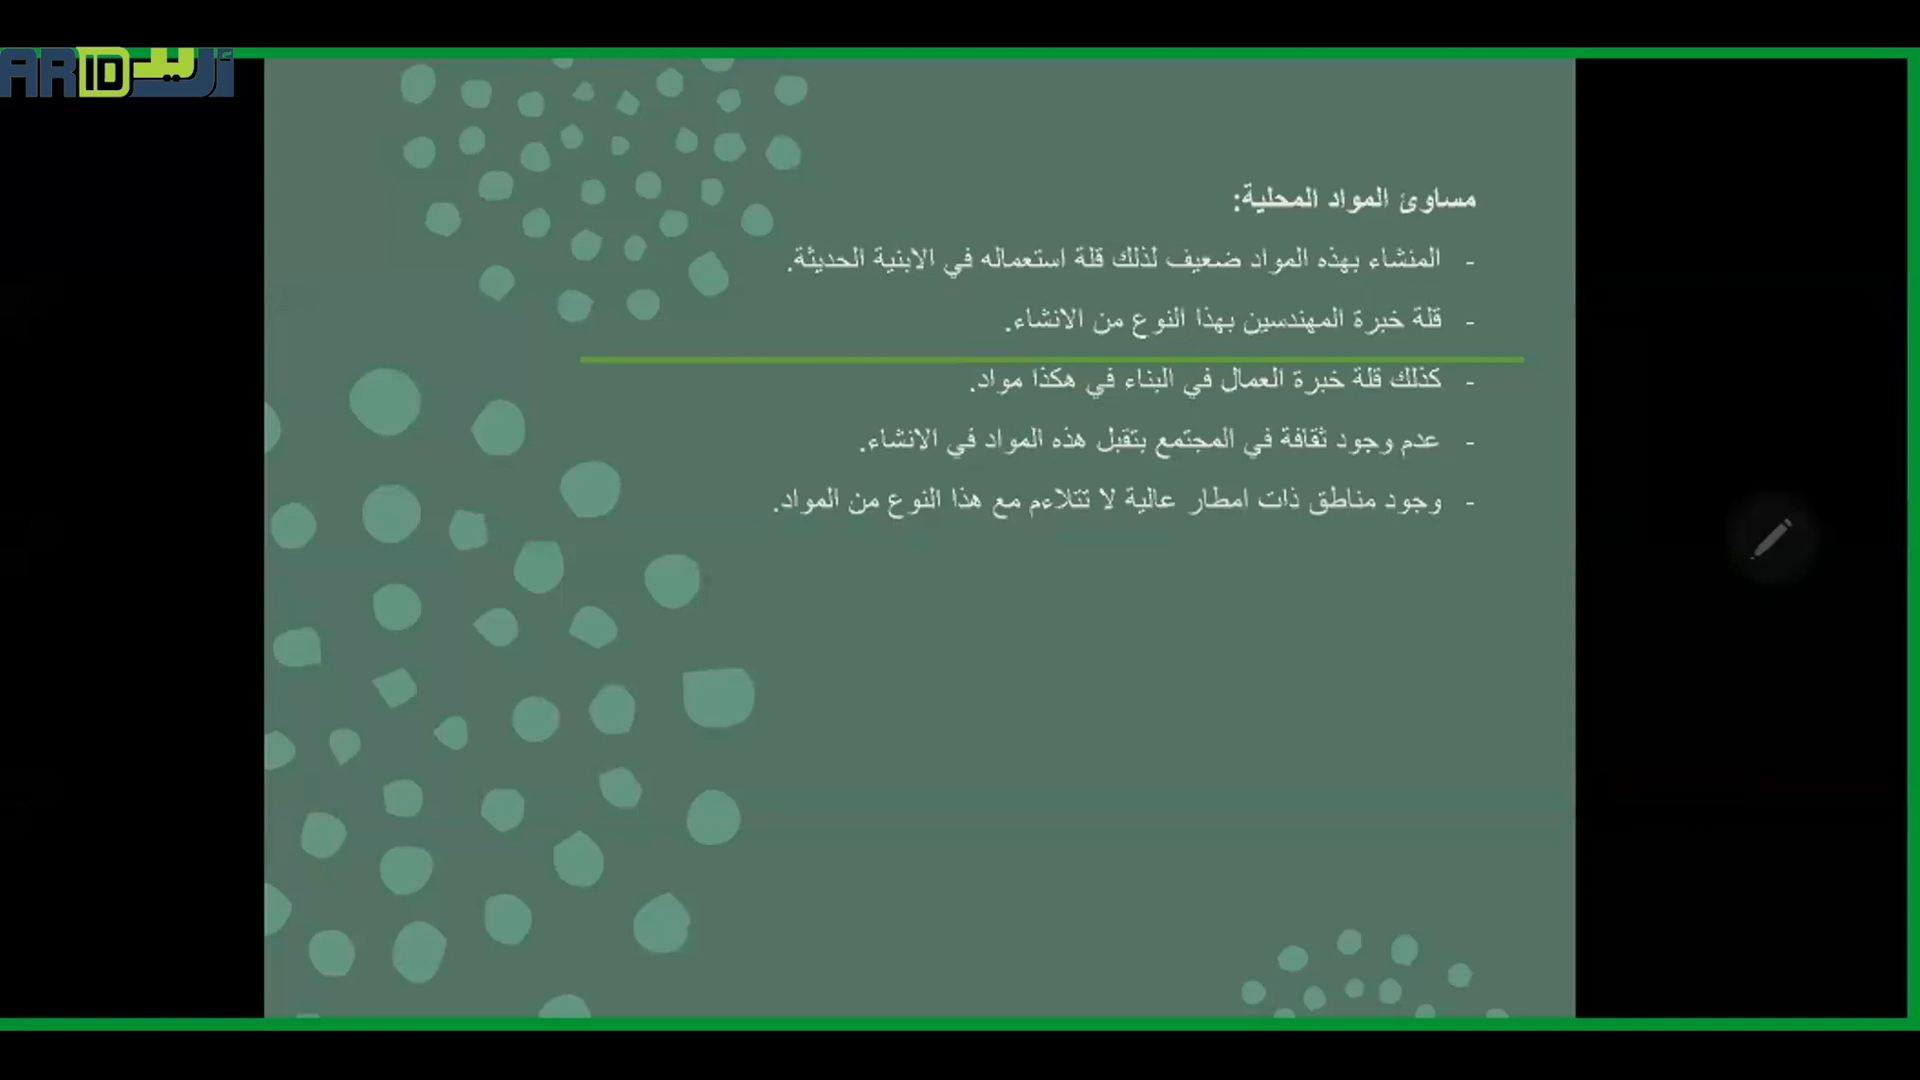 ARID أريد
مساوئ المواد المحلية:
- المنشاء بهذه المواد ضعيف لذلك قلة استعماله في الابنية الحديثة.
- قلة خبرة المهندسين بهذا النوع من الانشاء.
- كذلك قلة خبرة العمال في البناء في هكذا مواد.
- عدم وجود ثقافة في المجتمع بتقبل هذه المواد في الانشاء.
- وجود مناطق ذات امطار عالية لا تتلاءم مع هذا النوع من المواد.